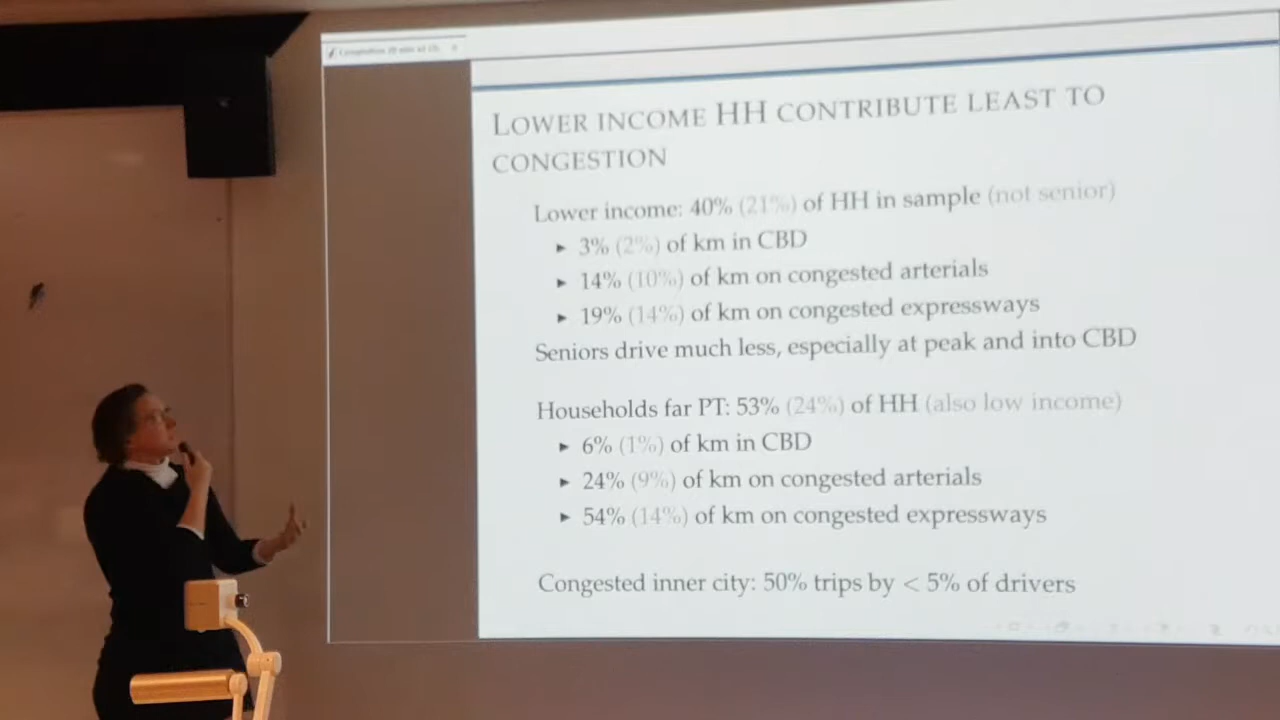 LOWER INCOME HH CONTRIBUTE LEAST TO
CONGESTION
Lower income: 40% (21%) of HH in sample (not senior)
▸ 3% (2%) of km in CBD
▸ 14% (10%) of km on congested arterials
▸ 19% (14%) of km on congested expressways
Seniors drive much less, especially at peak and into CBD
Households far PT: 53% (24%) of HH (also low income)
▸ 6% (1%) of km in CBD
▸ 24% (9%) of km on congested arterials
▸ 54% (14%) of km on congested expressways
Congested inner city: 50% trips by < 5% of drivers